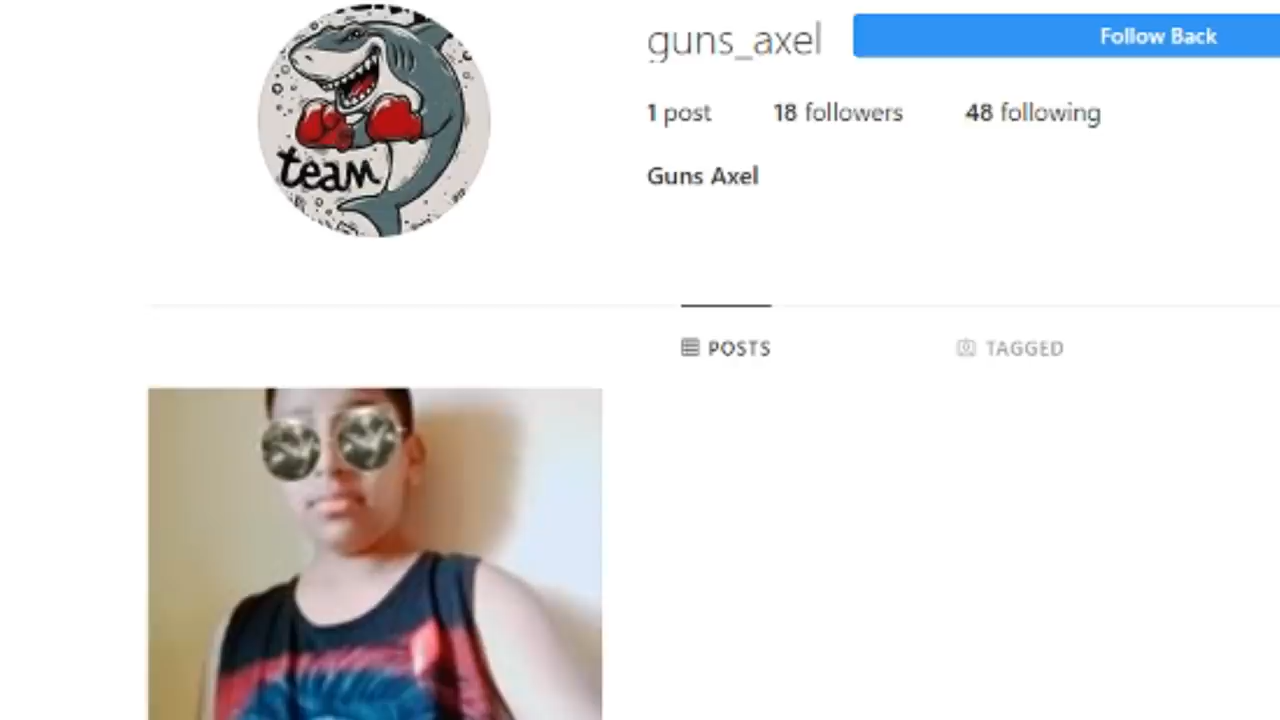 team
guns_axel
Follow Back
1 post 18 followers 48 following
Guns Axel
POSTS TAGGED